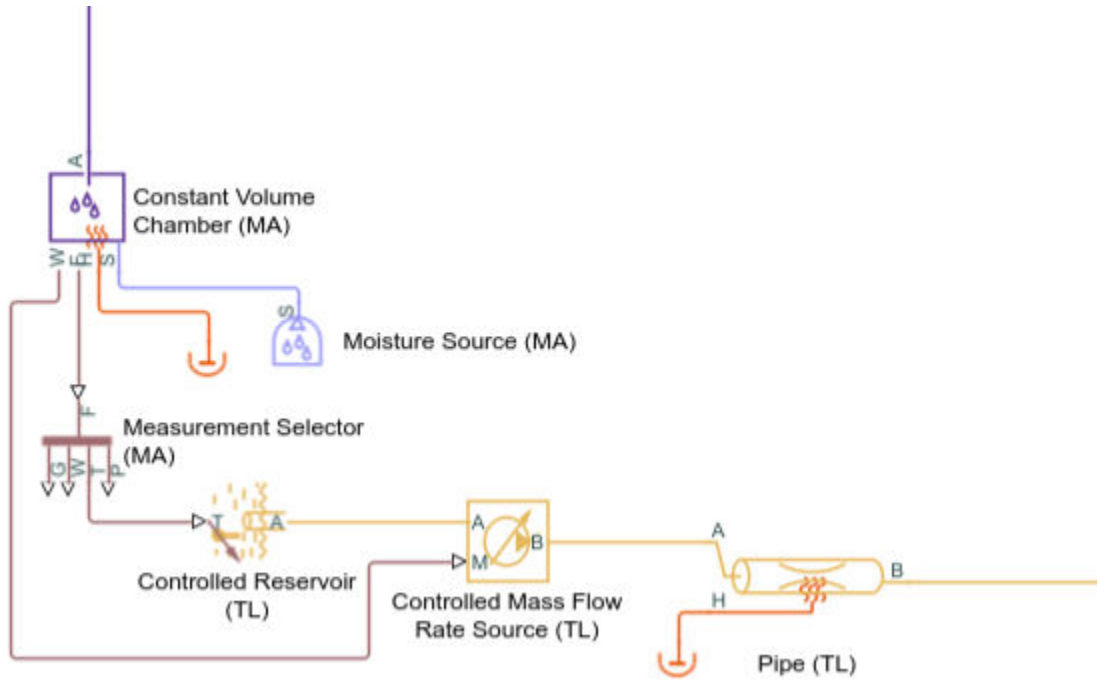 A
Constant Volume
Chamber (MA)
W F H S
S
Moisture Source (MA)
F
Measurement Selector
(MA)
G W T P
T A
A
B
M
A
B
H
Controlled Reservoir
(TL)
Controlled Mass Flow
Rate Source (TL)
Pipe (TL)